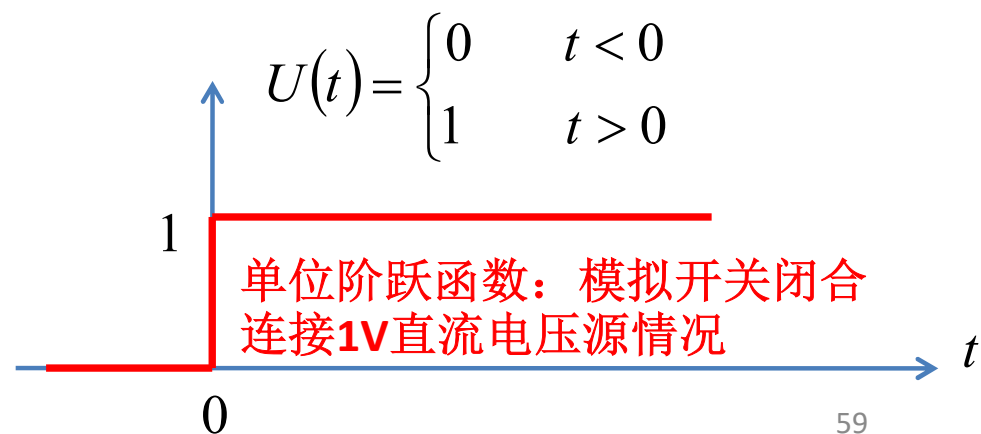 U(t) = { 0 t < 0
1 t > 0
1
单位阶跃函数：模拟开关闭合
连接1V直流电压源情况
t
0
59